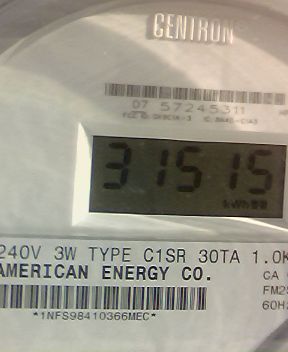 CENTRON
07 57245311
31515
kWh
240V 3W TYPE C1SR 30TA 1.0K
AMERICAN ENERGY CO.
CA
FM2S
60HZ
*1NFS98410366MEC*